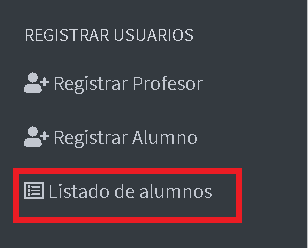 REGISTRAR USUARIOS
Registrar Profesor
Registrar Alumno
Listado de alumnos